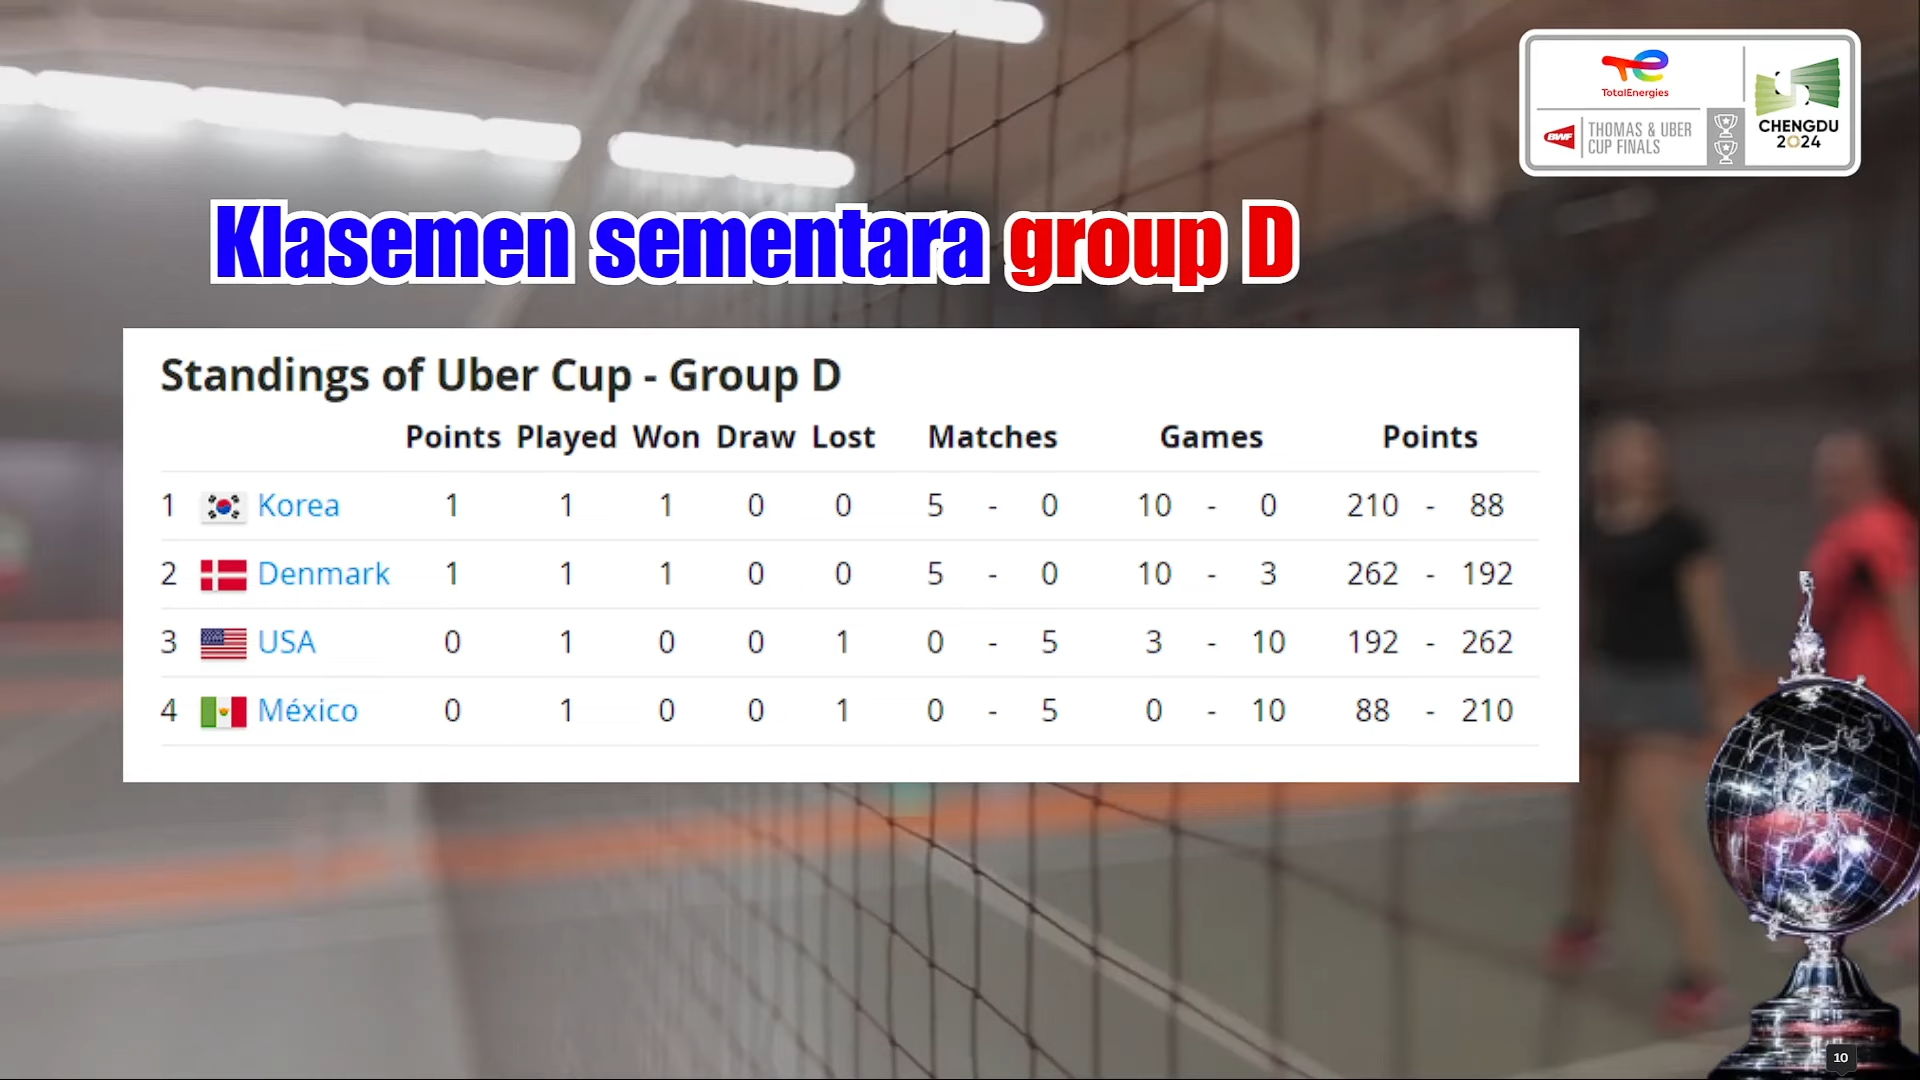 TotalEnergies
BWF
THOMAS & UBER
CUP FINALS
CHENGDU
2024
Klasemen sementara group D
Standings of Uber Cup - Group D
Points Played Won Draw Lost Matches Games Points
1 Korea 1 1 1 0 0 5 - 0 10 - 0 210 - 88
2 Denmark 1 1 1 0 0 5 - 0 10 - 3 262 - 192
3 USA 0 1 0 0 1 0 - 5 3 - 10 192 - 262
4 México 0 1 0 0 1 0 - 5 0 - 10 88 - 210
10